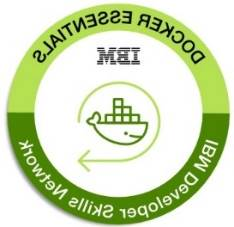 DOCKER ESSENTIALS
IBM
IBM Developer Skills Network